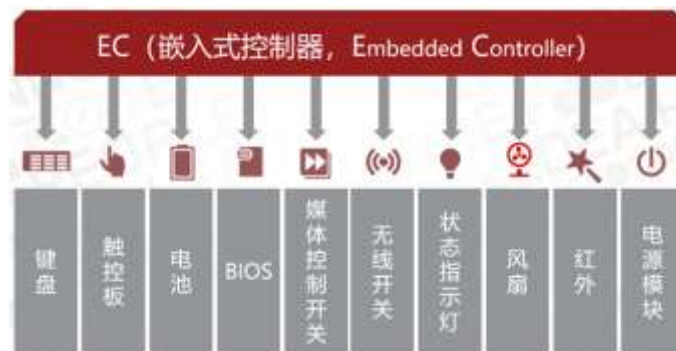 EC（嵌入式控制器，Embedded Controller）
键盘
触控板
电池
BIOS
媒体控制开关
无线开关
状态指示灯
风扇
红外
电源模块